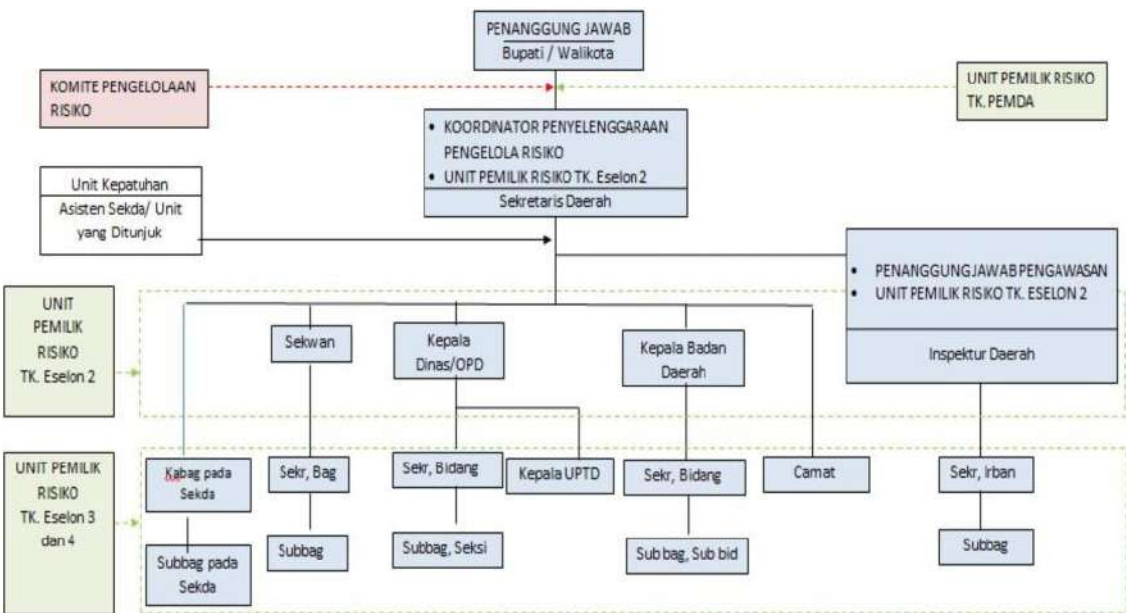 PENANGGUNG JAWAB
Bupati / Walikota
KOMITE PENGELOLAAN
RISIKO
UNIT PEMILIK RISIKO
TK. PEMDA
• KOORDINATOR PENYELENGGARAAN
PENGELOLA RISIKO
• UNIT PEMILIK RISIKO TK. Eselon 2
Sekretaris Daerah
Unit Kepatuhan
Asisten Sekda/ Unit
yang Ditunjuk
• PENANGGUNG JAWAB PENGAWASAN
• UNIT PEMILIK RISIKO TK. ESELON 2
Inspektur Daerah
UNIT
PEMILIK
RISIKO
TK. Eselon 2
Sekwan
Kepala
Dinas/OPD
Kepala Badan
Daerah
UNIT PEMILIK
RISIKO
TK. Eselon 3
dan 4
Kabag pada
Sekda
Sekr, Bag
Sekr, Bidang
Kepala UPTD
Sekr, Bidang
Camat
Sekr, Irban
Subbag pada
Sekda
Subbag
Subbag, Seksi
Sub bag, Sub bid
Subbag